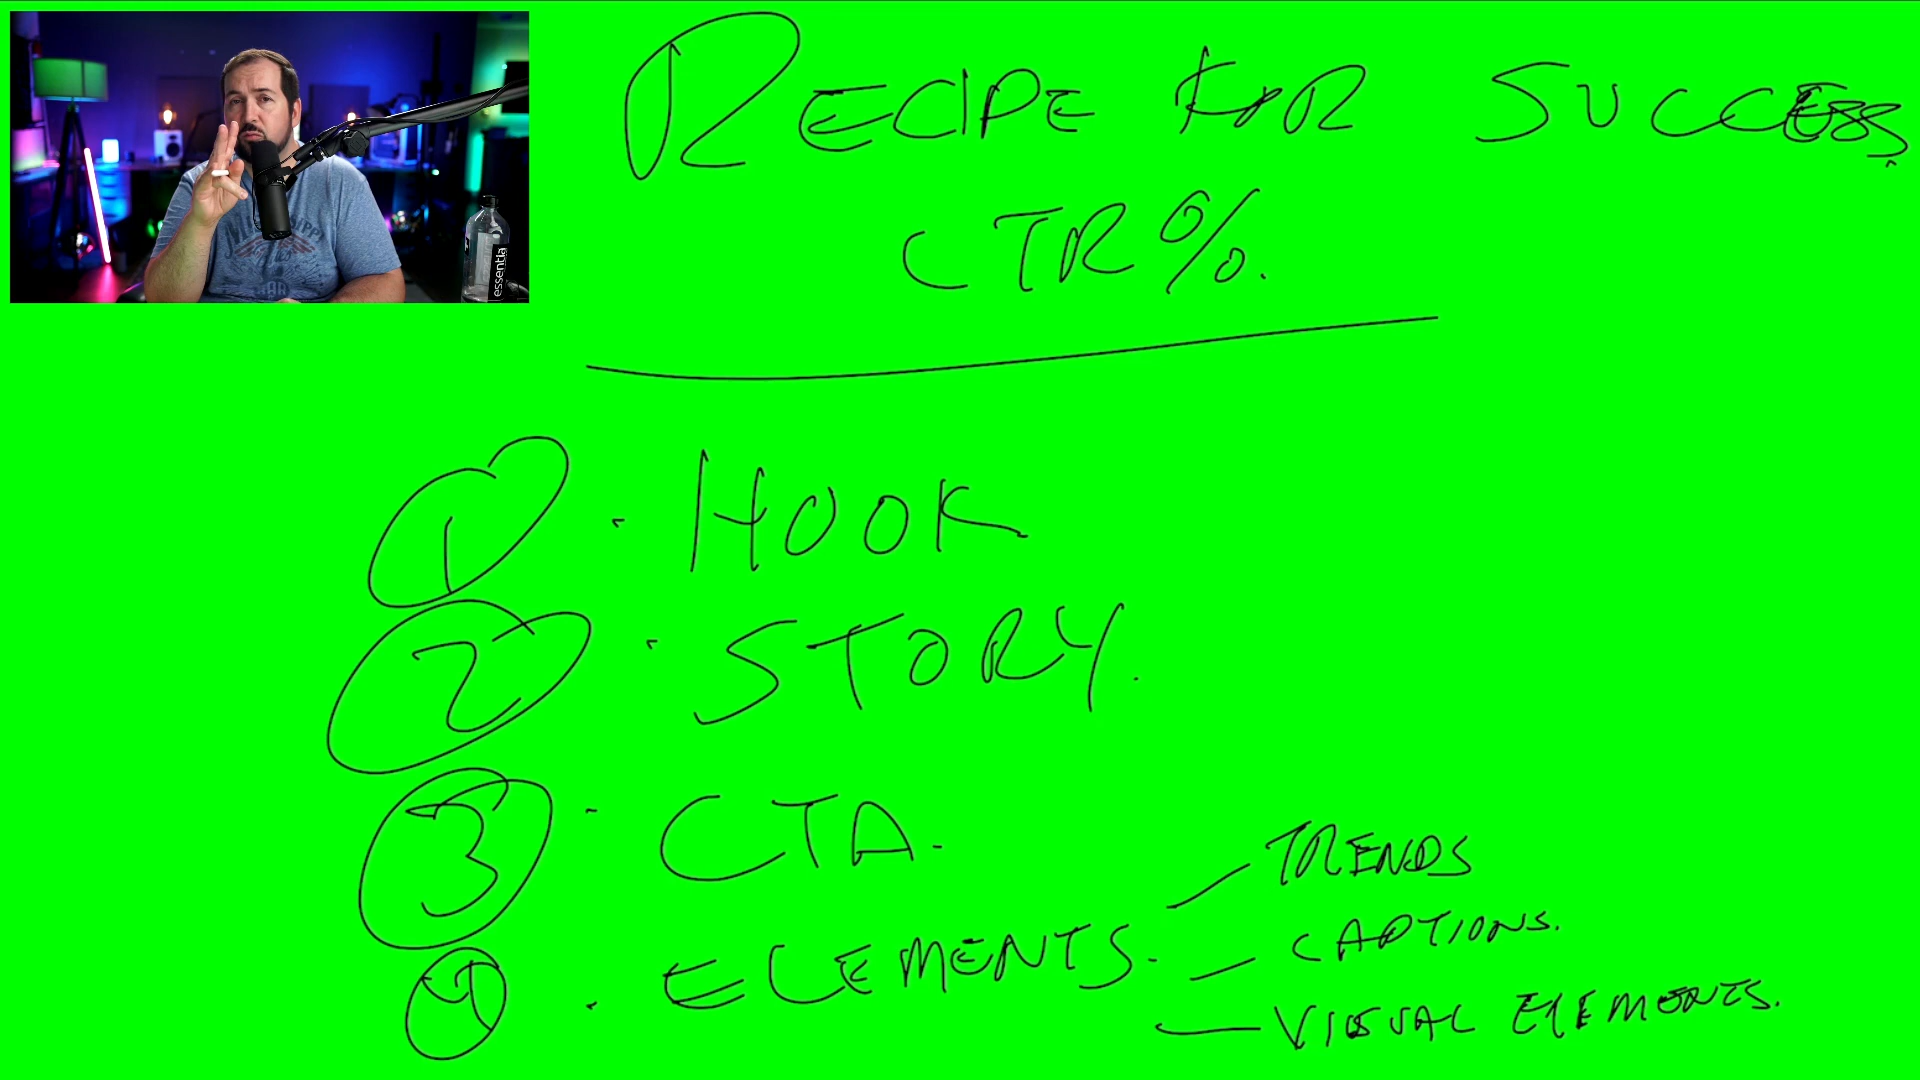 RECIPE FOR SUCCESS
CTR%.
1. HOOK
2. STORY.
3. CTA.
4. ELEMENTS.
- TRENDS
- CAPTIONS.
- VISUAL ELEMENTS.
essentia